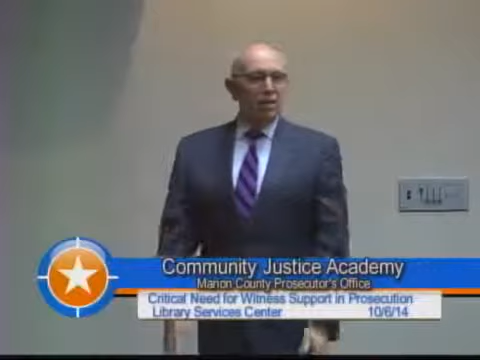 Community Justice Academy
Marion County Prosecutor's Office
Critical Need for Witness Support in Prosecution
Library Services Center 10/6/14